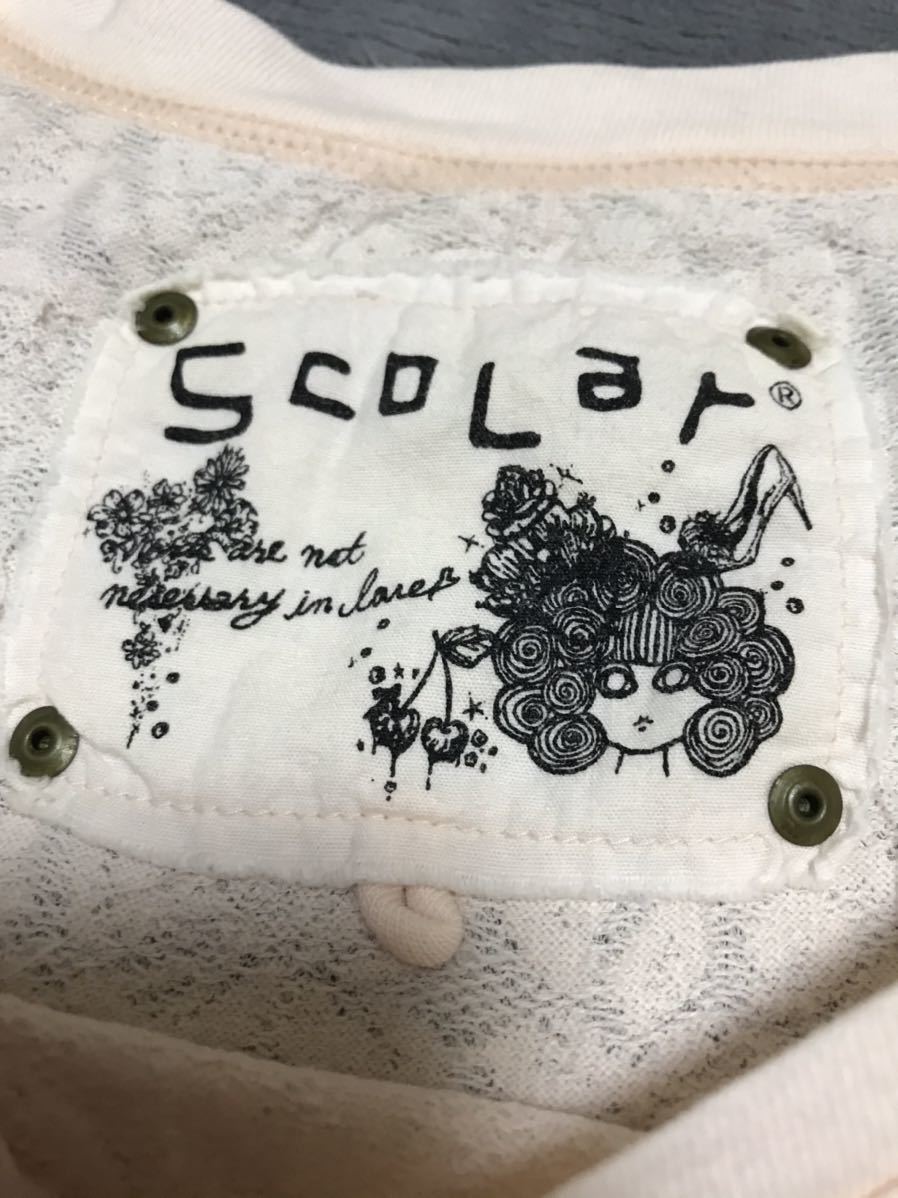 scolar®
are not
necessary in love